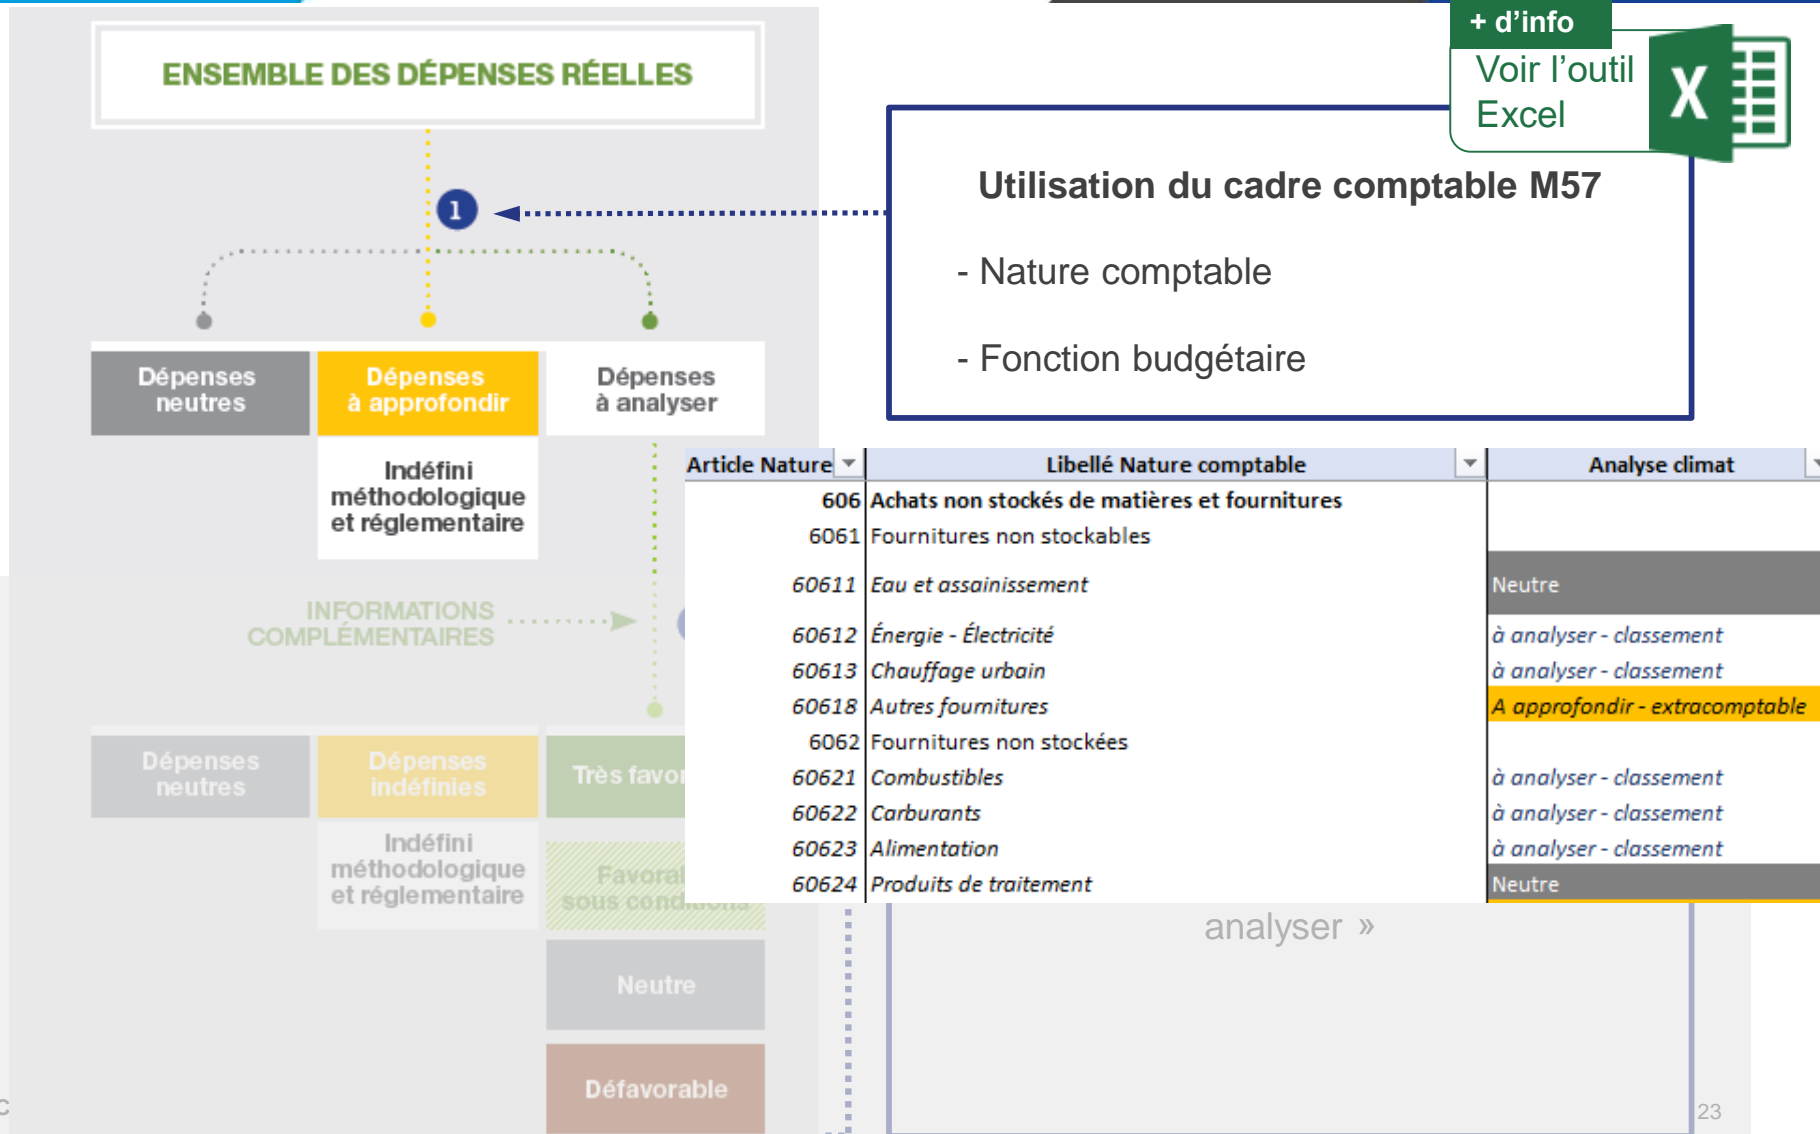 ENSEMBLE DES DÉPENSES RÉELLES
+ d'info
Voir l'outil
Excel
X
1
Utilisation du cadre comptable M57
- Nature comptable
- Fonction budgétaire
Dépenses
neutres
Dépenses
à approfondir
Dépenses
à analyser
Indéfini
méthodologique
et réglementaire
INFORMATIONS
COMPLÉMENTAIRES
Article Nature Libellé Nature comptable Analyse climat
606 Achats non stockés de matières et fournitures
6061 Fournitures non stockables
60611 Eau et assainissement Neutre
60612 Énergie - Électricité à analyser - classement
60613 Chauffage urbain à analyser - classement
60618 Autres fournitures A approfondir - extracomptable
6062 Fournitures non stockées
60621 Combustibles à analyser - classement
60622 Carburants à analyser - classement
60623 Alimentation à analyser - classement
60624 Produits de traitement Neutre
Dépenses
neutres
Dépenses
indéfinies
Très
Indéfini
méthodologique
et réglementaire
sous
Neutre
Défavorable
analyser »
23